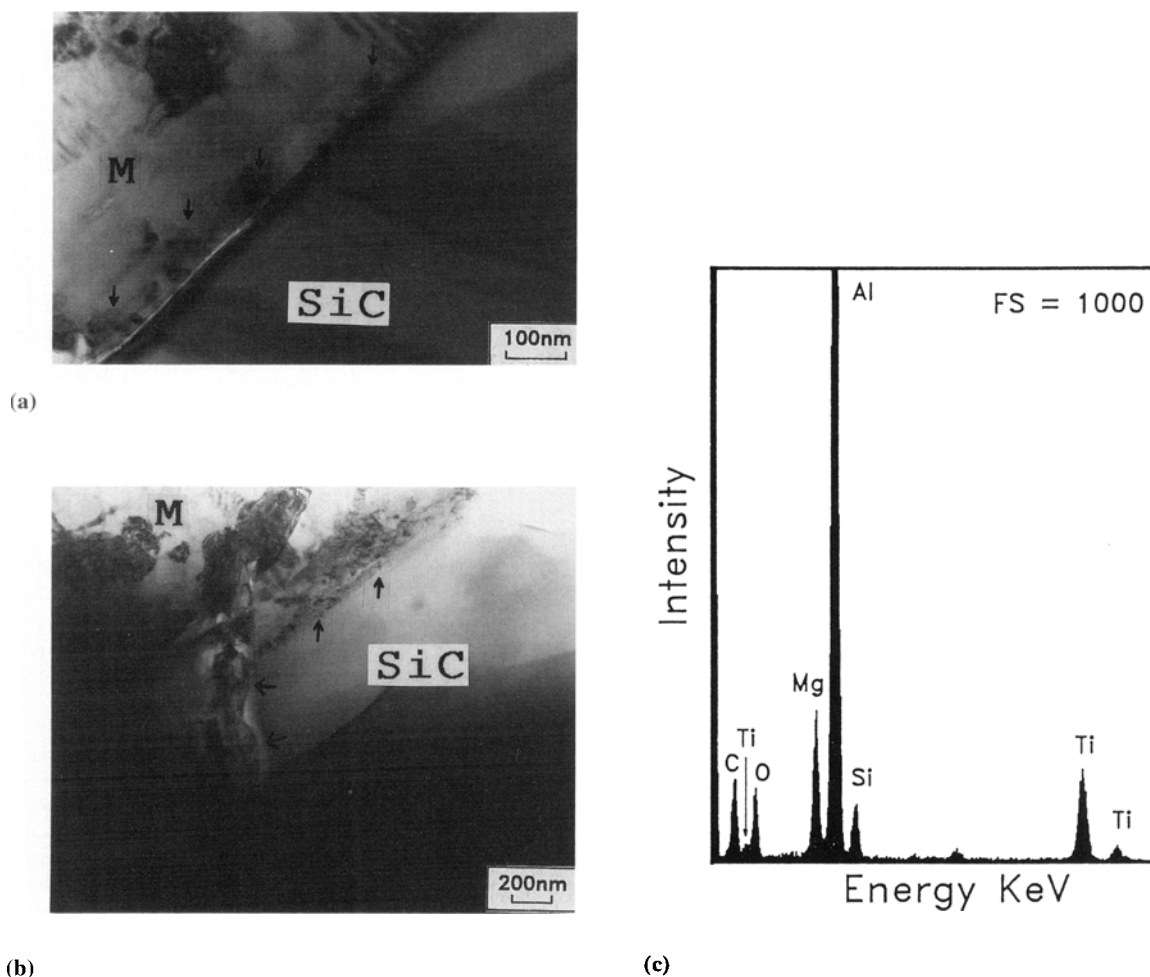 M
SiC
100nm
(a)
M
SiC
200nm
(b)
Al
FS = 1000
Intensity
Mg
Ti
C
O
Si
Ti
Ti
Energy KeV
(c)